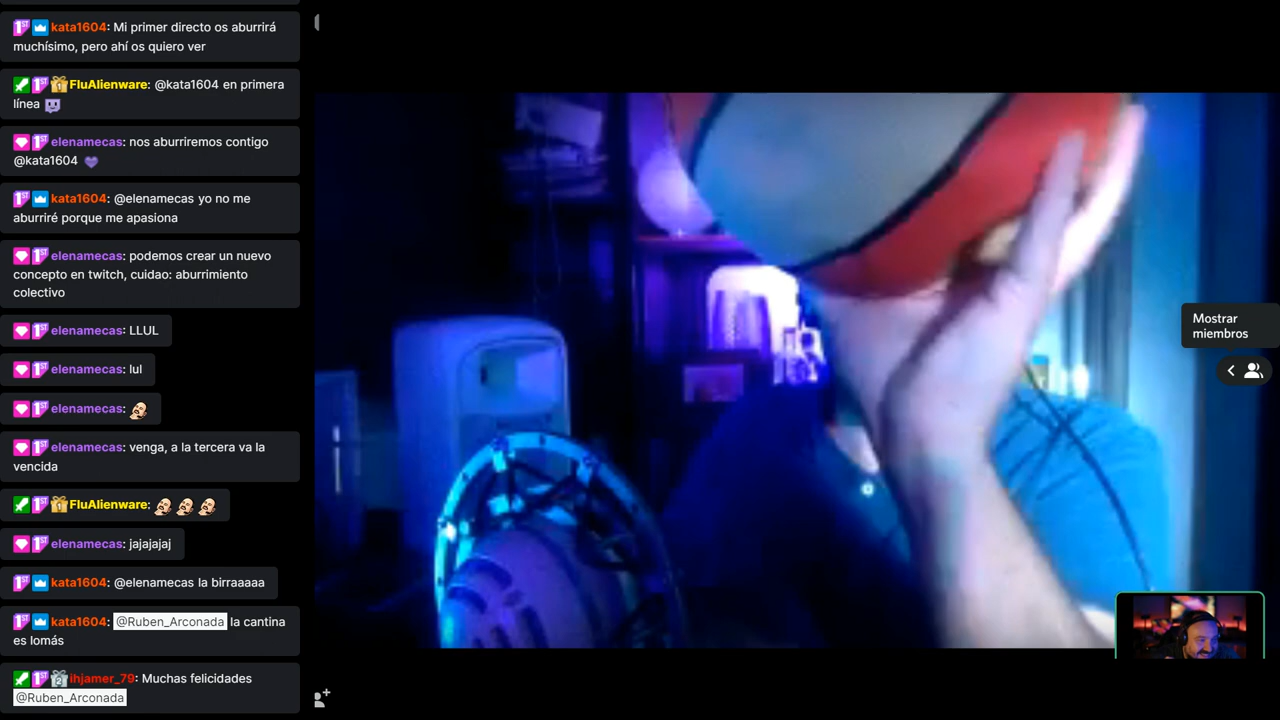 kata1604: Mi primer directo os aburrirá
muchísimo, pero ahí os quiero ver
FluAlienware: @kata1604 en primera
línea
elenamecas: nos aburriremos contigo
@kata1604
kata1604: @elenamecas yo no me
aburriré porque me apasiona
elenamecas: podemos crear un nuevo
concepto en twitch, cuidao: aburrimiento
colectivo
elenamecas: LLUL
elenamecas: lul
elenamecas:
elenamecas: venga, a la tercera va la
vencida
FluAlienware:
elenamecas: jajajajaj
kata1604: @elenamecas la birraaaaa
kata1604: @Ruben_Arconada la cantina
es lomás
ihjamer_79: Muchas felicidades
@Ruben_Arconada
Mostrar
miembros